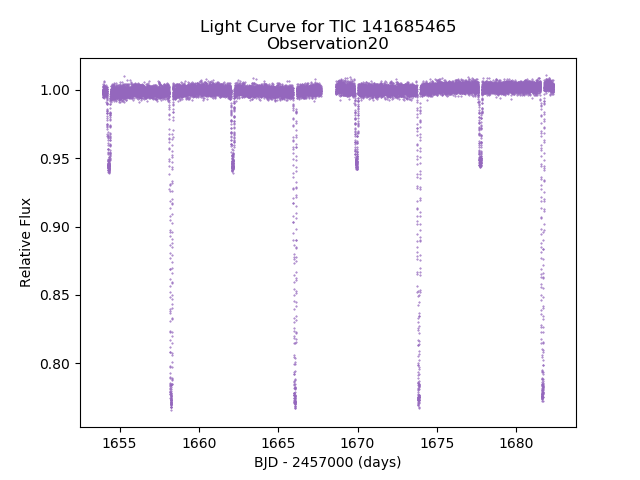 Light Curve for TIC 141685465
Observation20
Relative Flux
1.00
0.95
0.90
0.85
0.80
1655
1660
1665
1670
1675
1680
BJD - 2457000 (days)